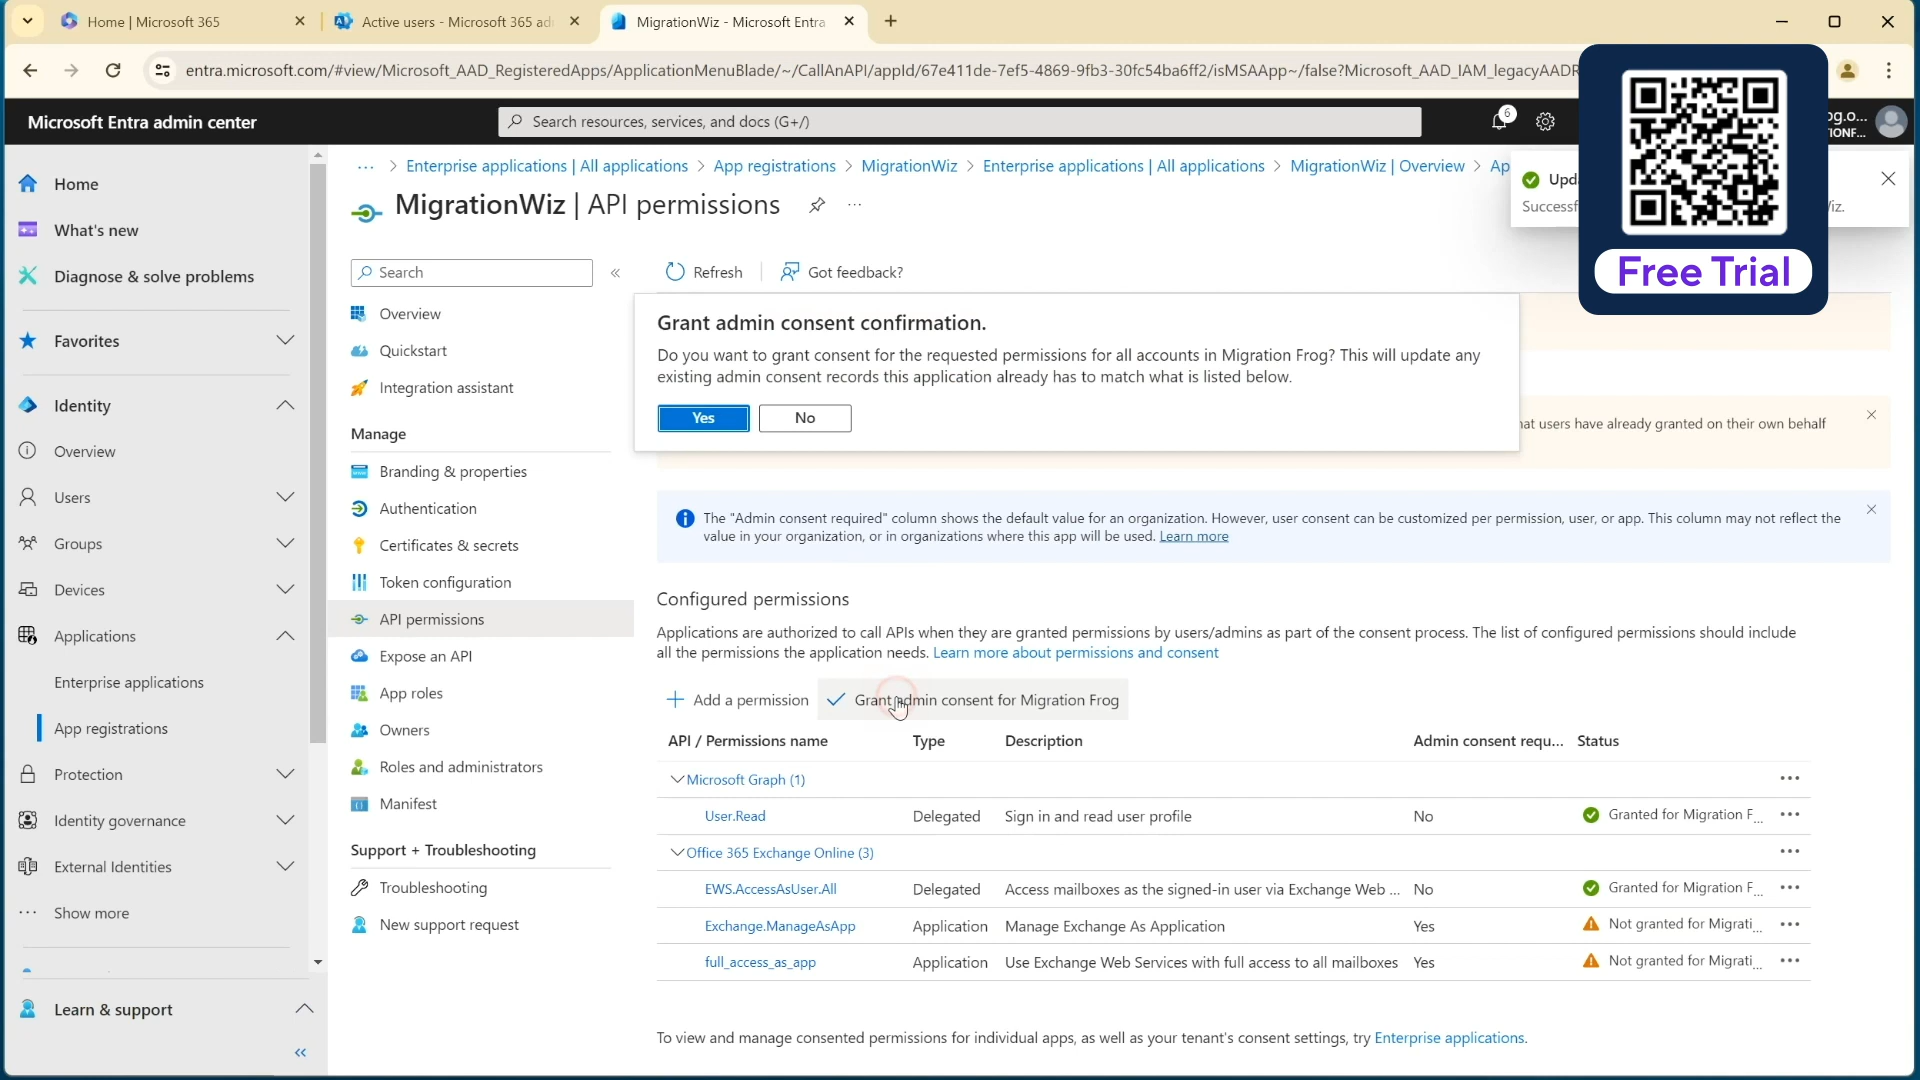 Home | Microsoft 365
Active users - Microsoft 365 ad
MigrationWiz - Microsoft Entra
entra.microsoft.com/#view/Microsoft_AAD_RegisteredApps/ApplicationMenuBlade/~/CallAnAPI/appId/67e411de-7ef5-4869-9fb3-30fc54ba6ff2/isMSAApp~/false?Microsoft_AAD_IAM_legacyAADR
Microsoft Entra admin center
Search resources, services, and docs (G+/)
6
og.o...
IONF...
Free Trial
... > Enterprise applications | All applications > App registrations > MigrationWiz > Enterprise applications | All applications > MigrationWiz | Overview > Ap
Upda
Successf
Viz.
MigrationWiz | API permissions
...
Home
What's new
Diagnose & solve problems
Favorites
Identity
Overview
Users
Groups
Devices
Applications
Enterprise applications
App registrations
Protection
Identity governance
External Identities
Show more
Learn & support
Search
Overview
Quickstart
Integration assistant
Manage
Branding & properties
Authentication
Certificates & secrets
Token configuration
API permissions
Expose an API
App roles
Owners
Roles and administrators
Manifest
Support + Troubleshooting
Troubleshooting
New support request
Refresh
Got feedback?
Grant admin consent confirmation.
Do you want to grant consent for the requested permissions for all accounts in Migration Frog? This will update any
existing admin consent records this application already has to match what is listed below.
Yes
No
hat users have already granted on their own behalf
The "Admin consent required" column shows the default value for an organization. However, user consent can be customized per permission, user, or app. This column may not reflect the
value in your organization, or in organizations where this app will be used. Learn more
Configured permissions
Applications are authorized to call APIs when they are granted permissions by users/admins as part of the consent process. The list of configured permissions should include
all the permissions the application needs. Learn more about permissions and consent
Add a permission
Grant admin consent for Migration Frog
API / Permissions name Type Description Admin consent requ... Status
Microsoft Graph (1)
User.Read Delegated Sign in and read user profile No Granted for Migration F...
Office 365 Exchange Online (3)
EWS.AccessAsUser.All Delegated Access mailboxes as the signed-in user via Exchange Web ... No Granted for Migration F...
Exchange.ManageAsApp Application Manage Exchange As Application Yes Not granted for Migrati...
full_access_as_app Application Use Exchange Web Services with full access to all mailboxes Yes Not granted for Migrati...
To view and manage consented permissions for individual apps, as well as your tenant's consent settings, try Enterprise applications.